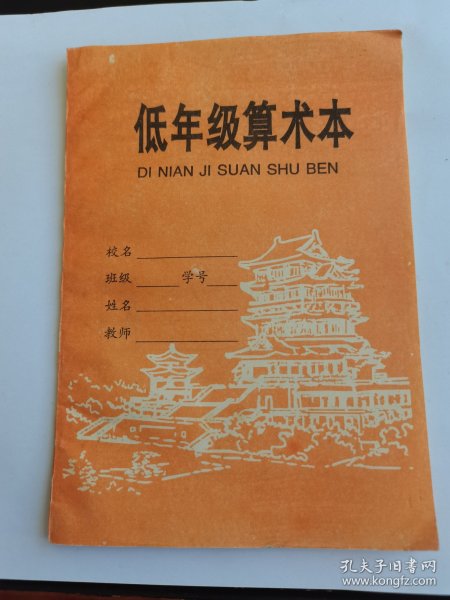 低年级算术本
DI NIAN JI SUAN SHU BEN
校名
班级 学号
姓名
教师
孔夫子旧书网
www.kongfz.com